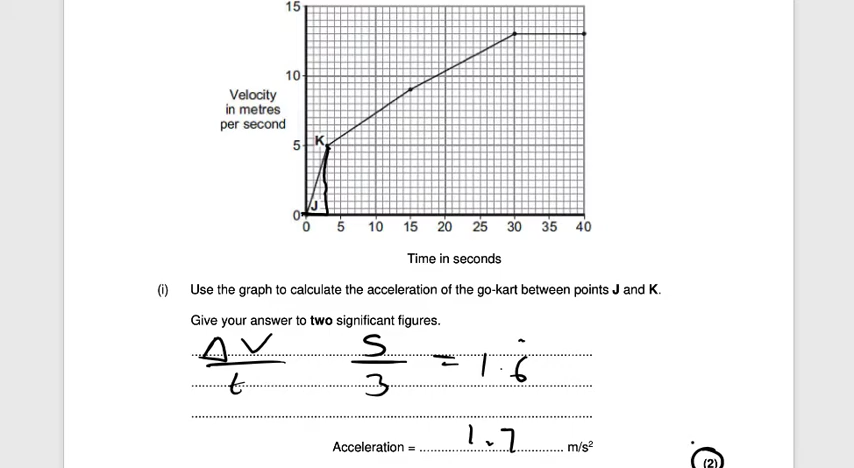 15
10
Velocity
in metres
per second
K
5
J
0
0 5 10 15 20 25 30 35 40
Time in seconds
(i) Use the graph to calculate the acceleration of the go-kart between points J and K.
Give your answer to two significant figures.
ΔV/t 5/3 = 1.6̇
Acceleration = 1.7 m/s²
(2)